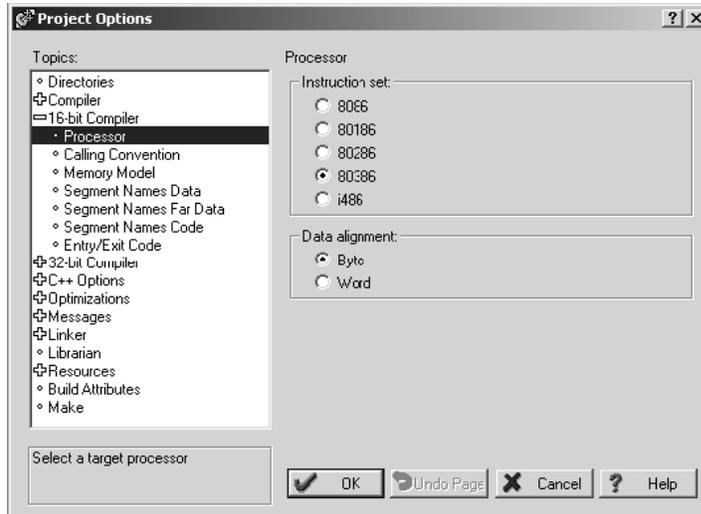 Project Options
Topics:
Directories
Compiler
16-bit Compiler
Processor
Calling Convention
Memory Model
Segment Names Data
Segment Names Far Data
Segment Names Code
Entry/Exit Code
32-bit Compiler
C++ Options
Optimizations
Messages
Linker
Librarian
Resources
Build Attributes
Make
Select a target processor
Processor
Instruction set:
8086
80186
80286
80386
i486
Data alignment:
Byte
Word
OK
Undo Page
Cancel
Help